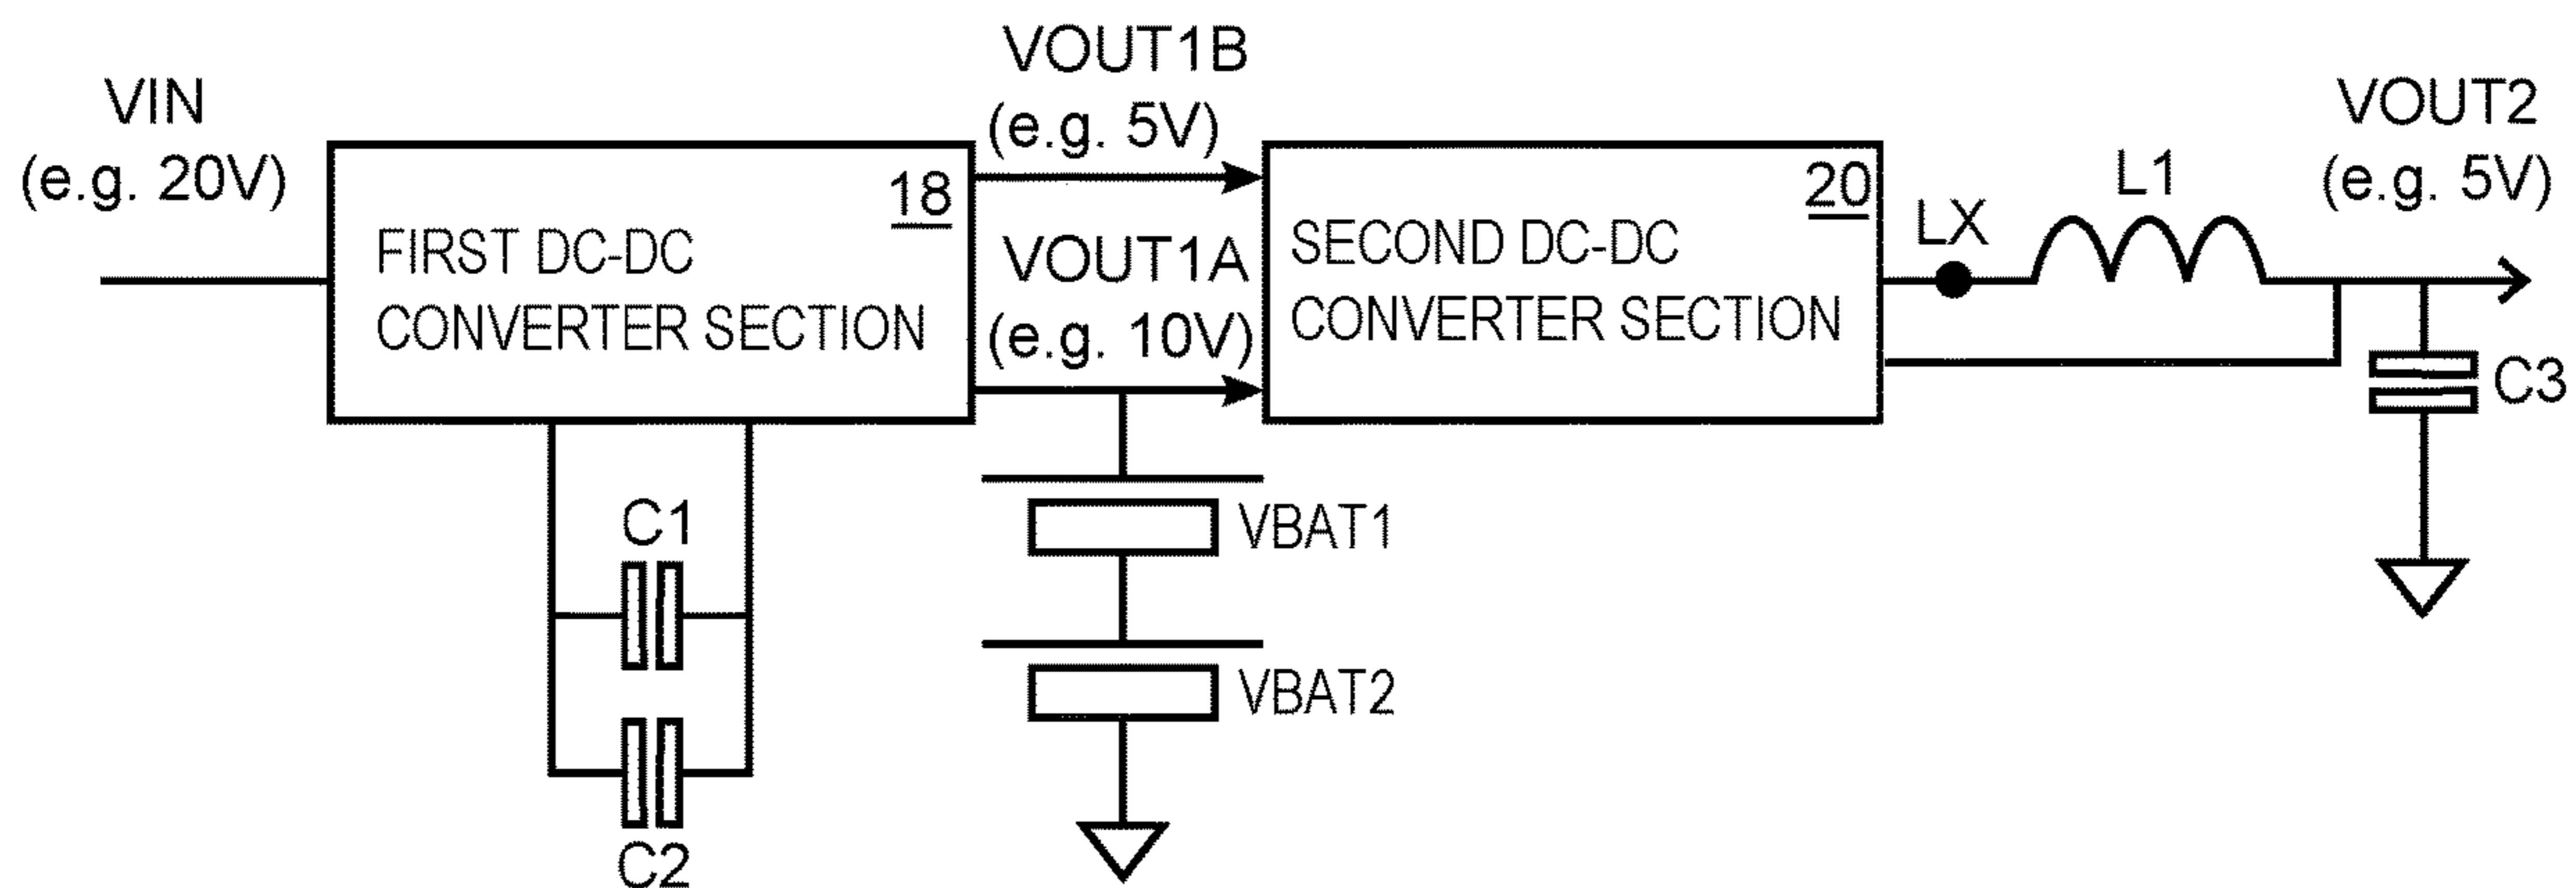 VIN
(e.g. 20V)
18
FIRST DC-DC
CONVERTER SECTION
C1
C2
VOUT1B
(e.g. 5V)
VOUT1A
(e.g. 10V)
VBAT1
VBAT2
20
SECOND DC-DC
CONVERTER SECTION
LX
L1
VOUT2
(e.g. 5V)
C3